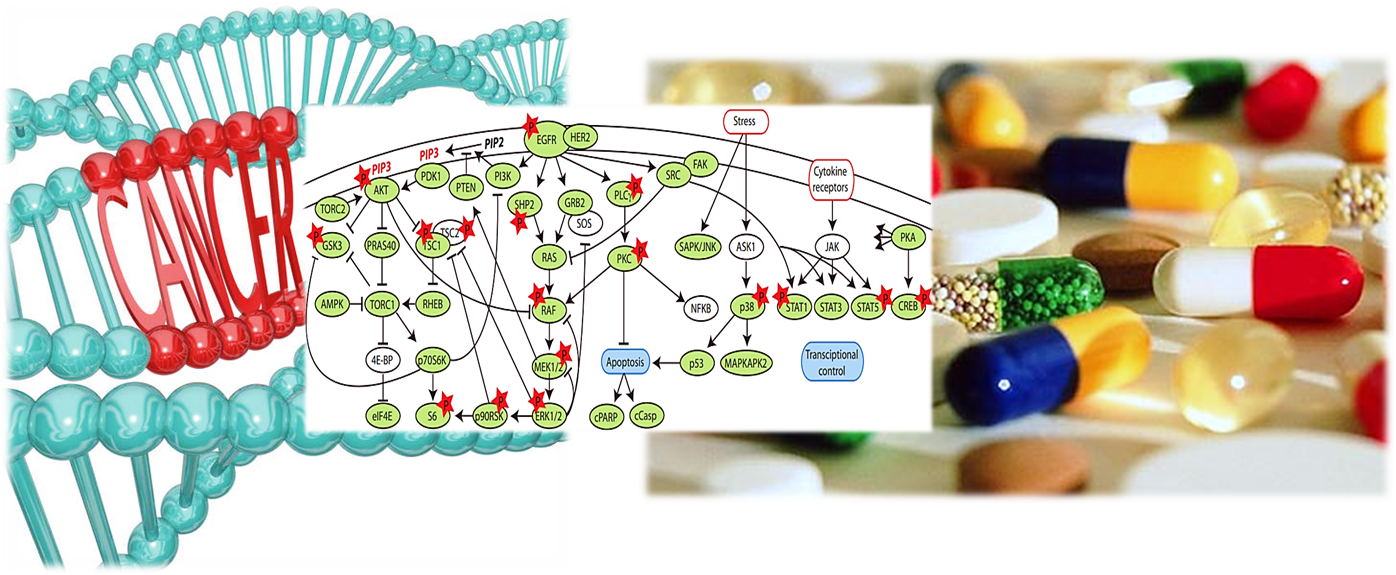 CANCER
Stress
P
EGFR
HER2
PIP2
PIP3
PIP3
P
AKT
PDK1
PTEN
PI3K
SRC
FAK
Cytokine
receptors
TORC2
SHP2
P
GRB2
SOS
PLCγ
P
P
GSK3
PRAS40
P
TSC1
TSC2
P
RAS
PKC
P
SAPK/JNK
ASK1
JAK
PKA
AMPK
TORC1
RHEB
P
RAF
NFKB
p38
P
P
STAT1
STAT3
STAT5
P
CREB
P
4E-BP
p70S6K
MEK1/2
P
Apoptosis
p53
MAPKAPK2
Transciptional
control
eIF4E
S6
P
p90RSK
P
P
ERK1/2
cPARP
cCasp